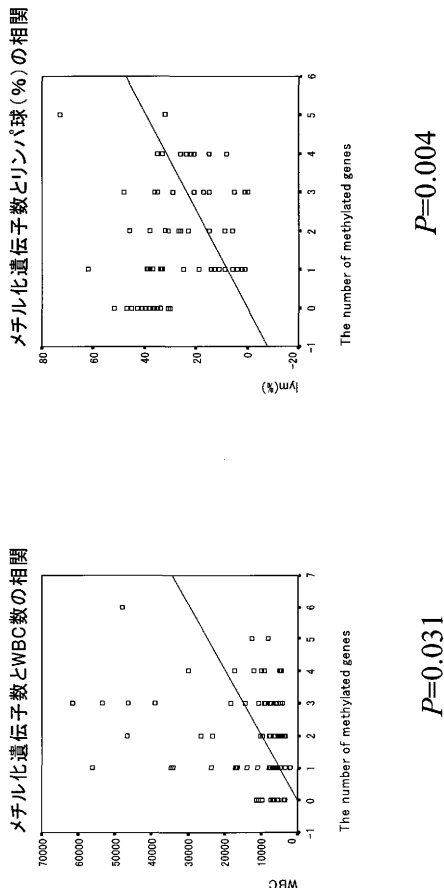 メチル化遺伝子数とWBC数の相関
70000
60000
50000
40000
30000
20000
10000
0
WBC
-1 0 1 2 3 4 5 6 7
The number of methylated genes
P=0.031
メチル化遺伝子数とリンパ球(%)の相関
80
60
40
20
0
-20
lym(%)
-1 0 1 2 3 4 5 6
The number of methylated genes
P=0.004